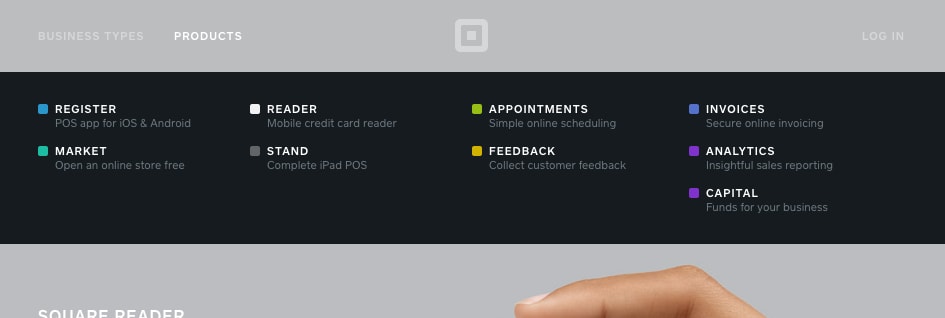 BUSINESS TYPES
PRODUCTS
LOG IN
REGISTER
POS app for iOS & Android
MARKET
Open an online store free
READER
Mobile credit card reader
STAND
Complete iPad POS
APPOINTMENTS
Simple online scheduling
FEEDBACK
Collect customer feedback
INVOICES
Secure online invoicing
ANALYTICS
Insightful sales reporting
CAPITAL
Funds for your business
SQUARE READER